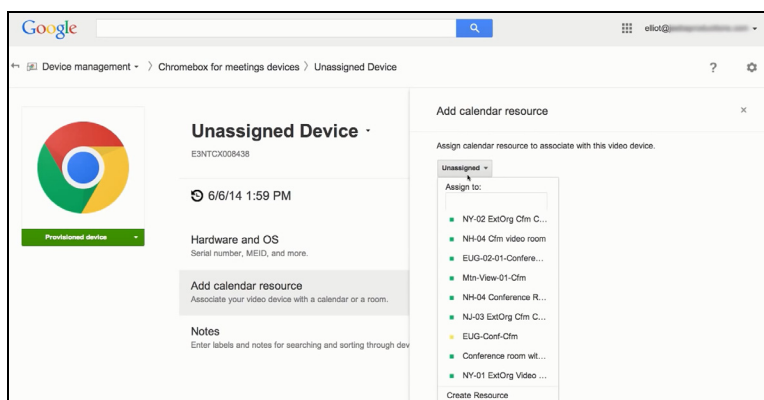 Google
elliot@
Device management
Chromebox for meetings devices
Unassigned Device
?
Unassigned Device
E3NTCX008438
6/6/14 1:59 PM
Provisioned device
Hardware and OS
Serial number, MEID, and more.
Add calendar resource
Associate your video device with a calendar or a room.
Notes
Enter labels and notes for searching and sorting through dev
Add calendar resource
×
Assign calendar resource to associate with this video device.
Unassigned
Assign to:
NY-02 ExtOrg Cfm C...
NH-04 Cfm video room
EUG-02-01-Confere...
Mtn-View-01-Cfm
NH-04 Conference R...
NJ-03 ExtOrg Cfm C...
EUG-Conf-Cfm
Conference room wit...
NY-01 ExtOrg Video ...
Create Resource